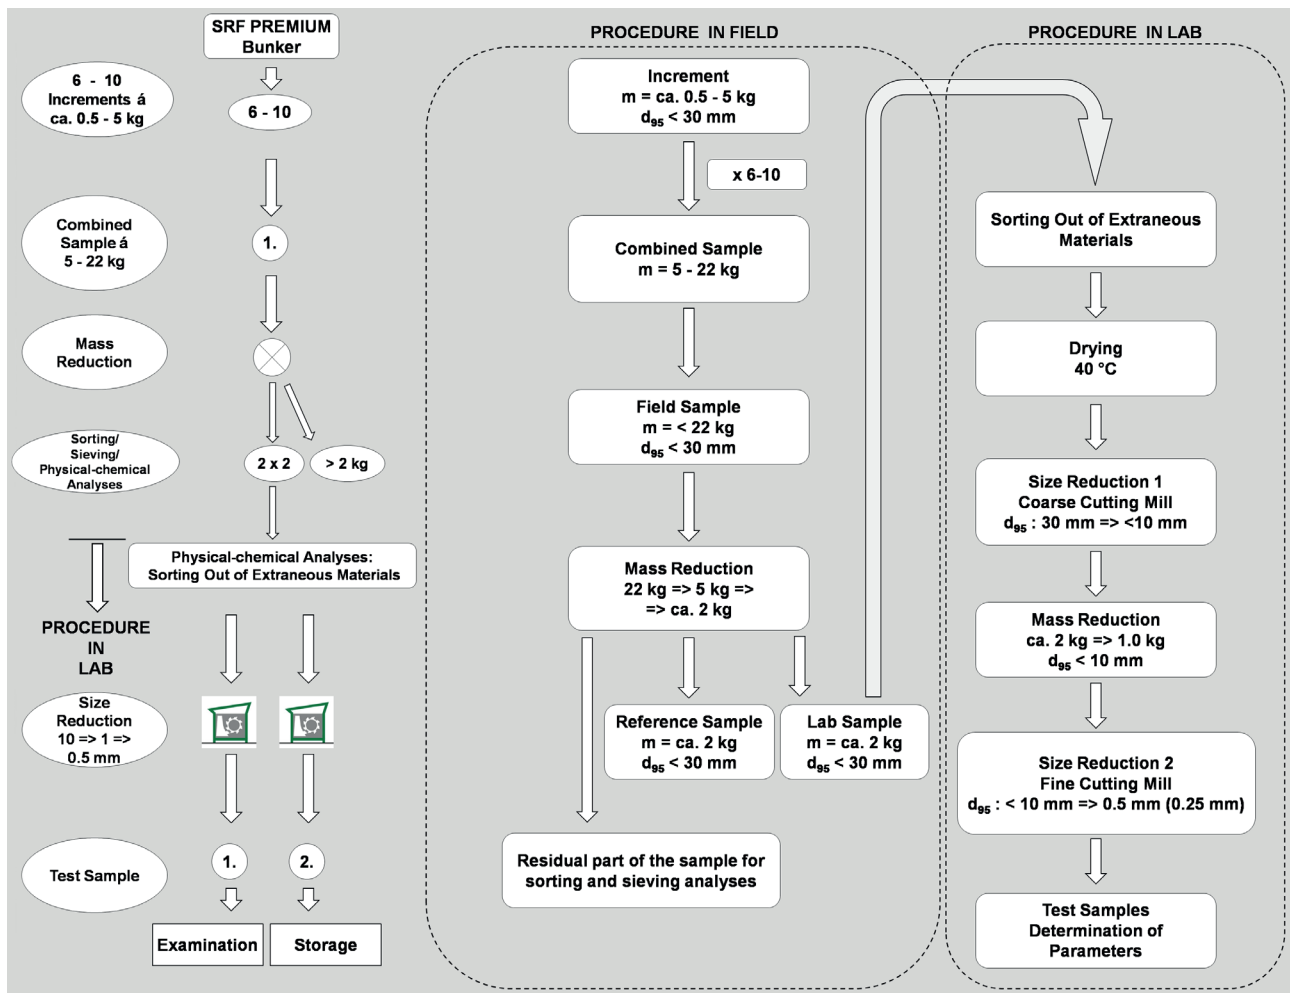 SRF PREMIUM
Bunker
6 - 10
Increments á
ca. 0.5 - 5 kg
6 - 10
Combined
Sample á
5 - 22 kg
1.
Mass
Reduction
Sorting/
Sieving/
Physical-chemical
Analyses
2 x 2
> 2 kg
Physical-chemical Analyses:
Sorting Out of Extraneous Materials
PROCEDURE
IN
LAB
Size
Reduction
10 => 1 =>
0.5 mm
Test Sample
1.
2.
Examination
Storage
PROCEDURE IN FIELD
Increment
m = ca. 0.5 - 5 kg
d95 < 30 mm
x 6-10
Combined Sample
m = 5 - 22 kg
Field Sample
m = < 22 kg
d95 < 30 mm
Mass Reduction
22 kg => 5 kg =>
=> ca. 2 kg
Reference Sample
m = ca. 2 kg
d95 < 30 mm
Lab Sample
m = ca. 2 kg
d95 < 30 mm
Residual part of the sample for
sorting and sieving analyses
PROCEDURE IN LAB
Sorting Out of Extraneous
Materials
Drying
40 °C
Size Reduction 1
Coarse Cutting Mill
d95 : 30 mm => <10 mm
Mass Reduction
ca. 2 kg => 1.0 kg
d95 < 10 mm
Size Reduction 2
Fine Cutting Mill
d95 : < 10 mm => 0.5 mm (0.25 mm)
Test Samples
Determination of
Parameters